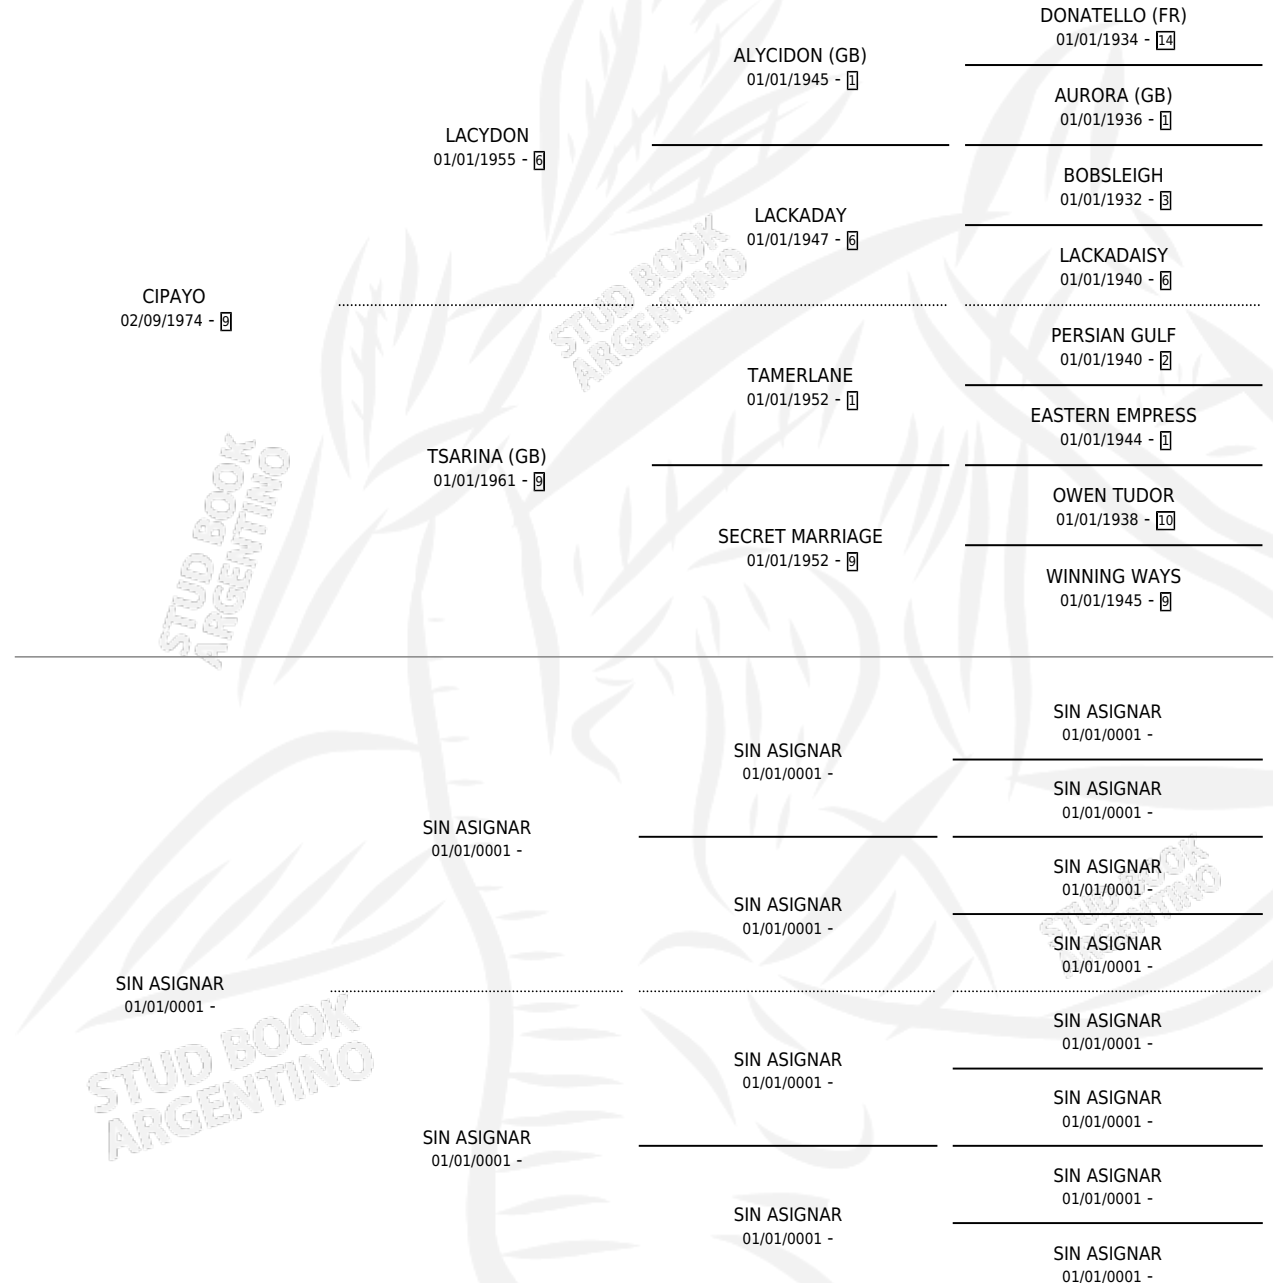 DONATELLO (FR)
01/01/1934 - 14
ALYCIDON (GB)
01/01/1945 - 1
AURORA (GB)
01/01/1936 - 1
LACYDON
01/01/1955 - 6
BOBSLEIGH
01/01/1932 - 3
LACKADAY
01/01/1947 - 6
LACKADAISY
01/01/1940 - 6
CIPAYO
02/09/1974 - 9
PERSIAN GULF
01/01/1940 - 2
TAMERLANE
01/01/1952 - 1
EASTERN EMPRESS
01/01/1944 - 1
TSARINA (GB)
01/01/1961 - 9
OWEN TUDOR
01/01/1938 - 10
SECRET MARRIAGE
01/01/1952 - 9
WINNING WAYS
01/01/1945 - 9
STUD BOOK
ARGENTINO
STUD BOOK
ARGENTINO
SIN ASIGNAR
01/01/0001 -
SIN ASIGNAR
01/01/0001 -
SIN ASIGNAR
01/01/0001 -
SIN ASIGNAR
01/01/0001 -
SIN ASIGNAR
01/01/0001 -
SIN ASIGNAR
01/01/0001 -
SIN ASIGNAR
01/01/0001 -
SIN ASIGNAR
01/01/0001 -
SIN ASIGNAR
01/01/0001 -
SIN ASIGNAR
01/01/0001 -
SIN ASIGNAR
01/01/0001 -
SIN ASIGNAR
01/01/0001 -
SIN ASIGNAR
01/01/0001 -
SIN ASIGNAR
01/01/0001 -
SIN ASIGNAR
01/01/0001 -
STUD BOOK
ARGENTINO
STUD BOOK
ARGENTINO